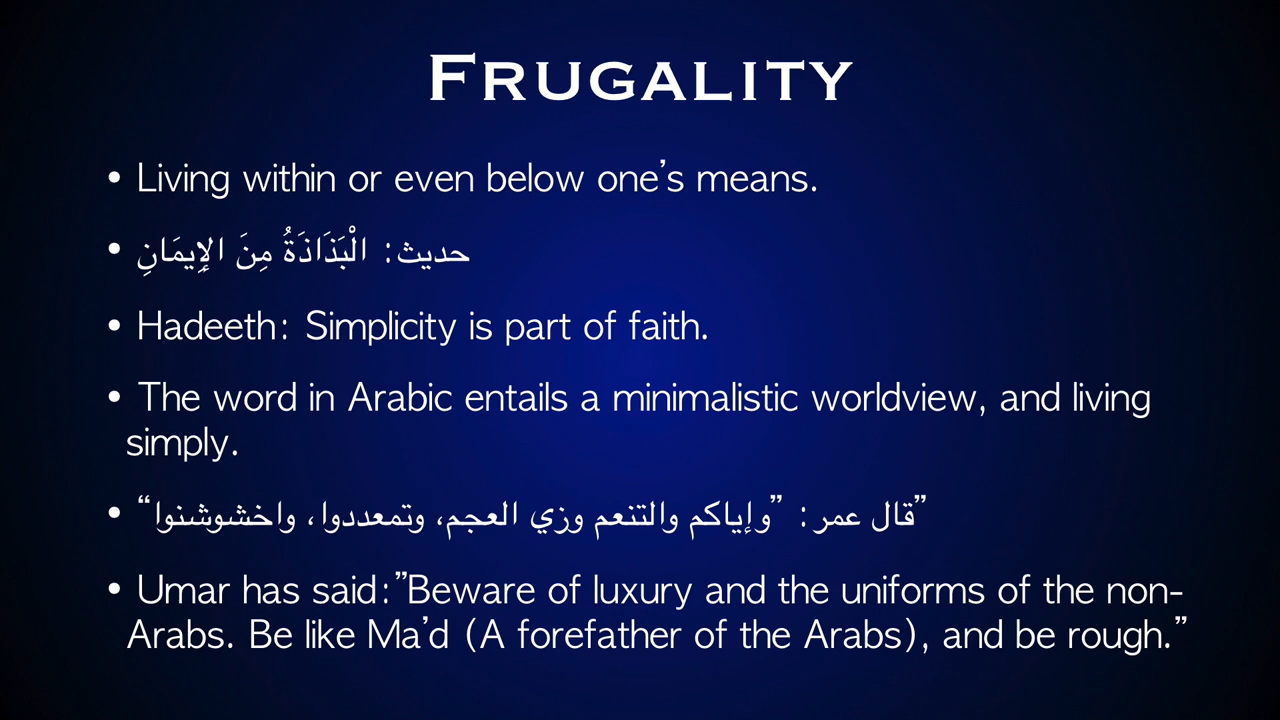 FRUGALITY
• Living within or even below one’s means.
• حديث: الْبَذَاذَةُ مِنَ الإِيمَانِ
• Hadeeth: Simplicity is part of faith.
• The word in Arabic entails a minimalistic worldview, and living
simply.
• “قال عمر: ”وإياكم والتنعم وزي العجم، وتمعددوا، واخشوشنوا”
• Umar has said:”Beware of luxury and the uniforms of the non-
Arabs. Be like Ma’d (A forefather of the Arabs), and be rough.”